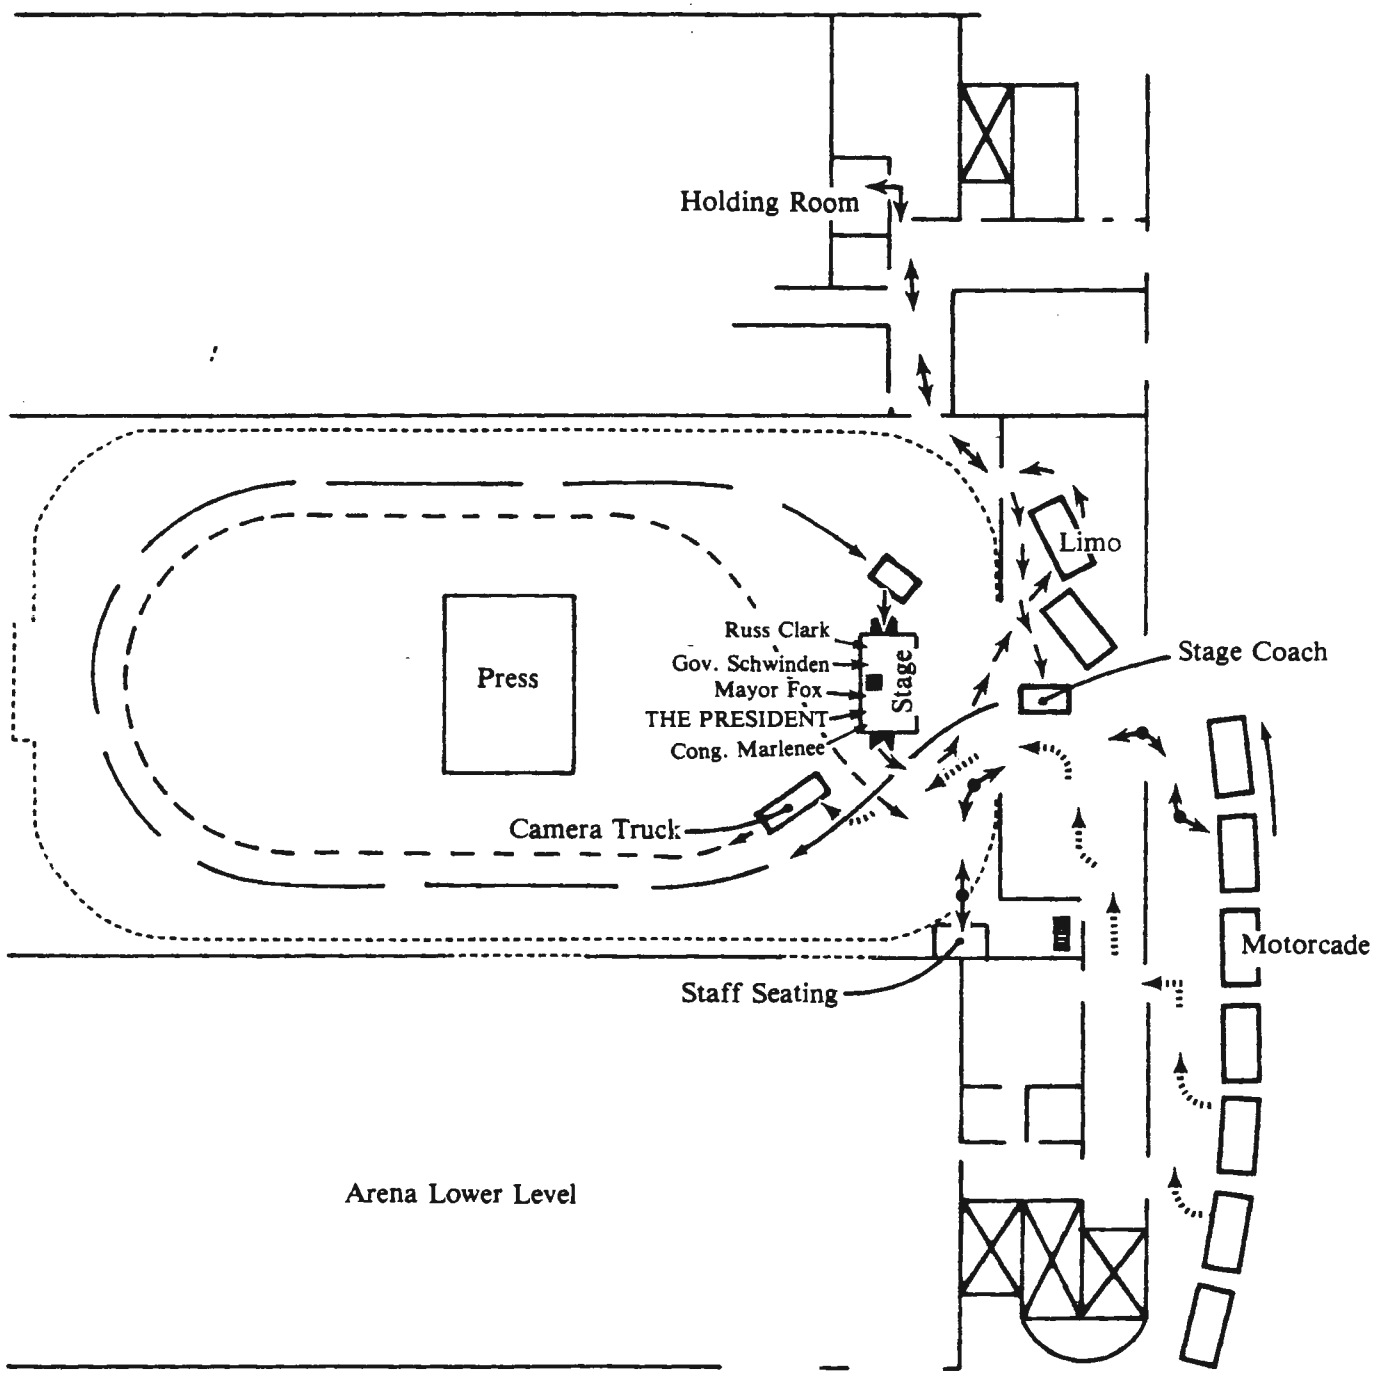 Holding Room
Limo
Russ Clark
Gov. Schwinden
Mayor Fox
THE PRESIDENT
Cong. Marlenee
Stage
Press
Stage Coach
Camera Truck
Motorcade
Staff Seating
Arena Lower Level